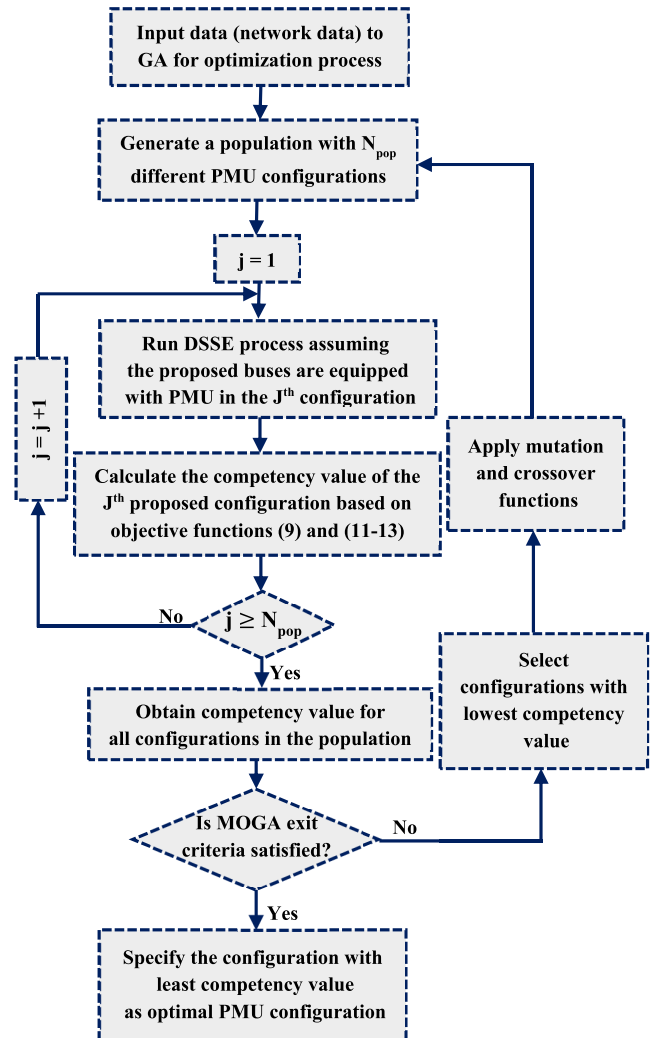 Input data (network data) to
GA for optimization process
Generate a population with N_pop
different PMU configurations
j = 1
Run DSSE process assuming
the proposed buses are equipped
with PMU in the J^th configuration
j = j +1
Calculate the competency value of the
J^th proposed configuration based on
objective functions (9) and (11-13)
Apply mutation
and crossover
functions
No
j ≥ N_pop
Yes
Select
configurations with
lowest competency
value
Obtain competency value for
all configurations in the population
Is MOGA exit
criteria satisfied?
No
Yes
Specify the configuration with
least competency value
as optimal PMU configuration